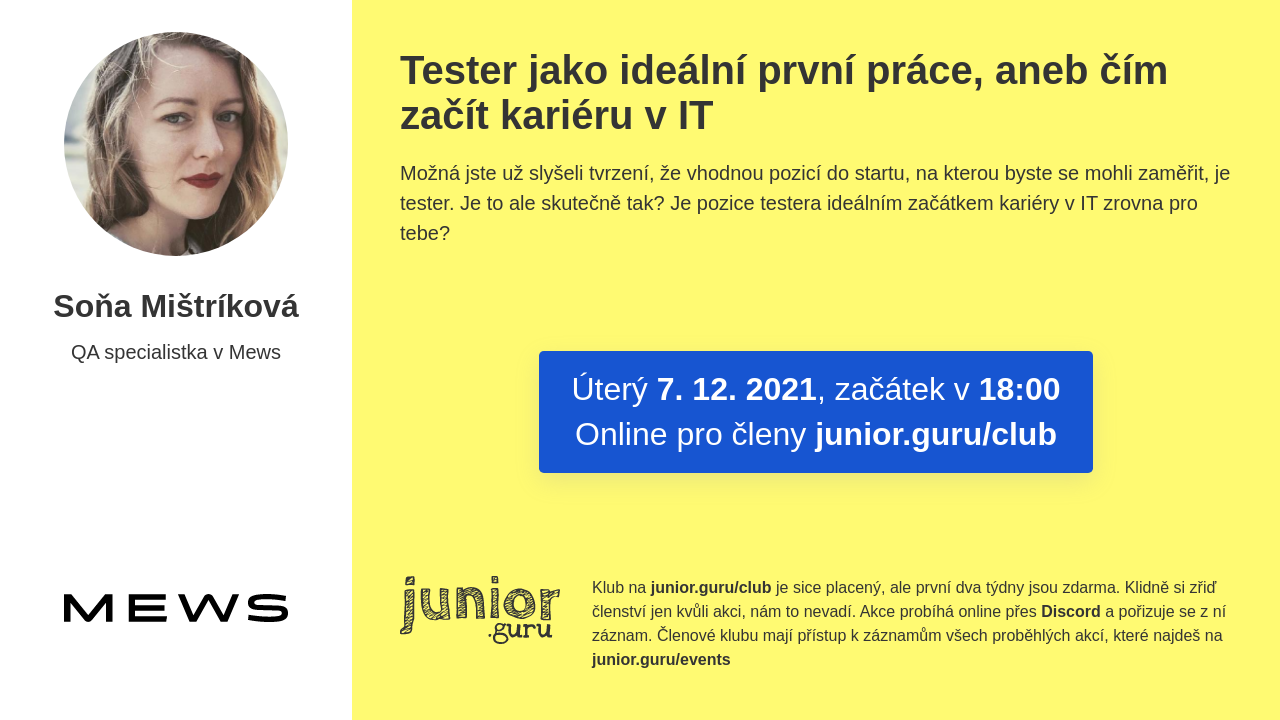 Soňa Mištríková
QA specialistka v Mews
MEWS
Tester jako ideální první práce, aneb čím
začít kariéru v IT
Možná jste už slyšeli tvrzení, že vhodnou pozicí do startu, na kterou byste se mohli zaměřit, je
tester. Je to ale skutečně tak? Je pozice testera ideálním začátkem kariéry v IT zrovna pro
tebe?
Úterý 7. 12. 2021, začátek v 18:00
Online pro členy junior.guru/club
junior
.guru
Klub na junior.guru/club je sice placený, ale první dva týdny jsou zdarma. Klidně si zřiď
členství jen kvůli akci, nám to nevadí. Akce probíhá online přes Discord a pořizuje se z ní
záznam. Členové klubu mají přístup k záznamům všech proběhlých akcí, které najdeš na
junior.guru/events